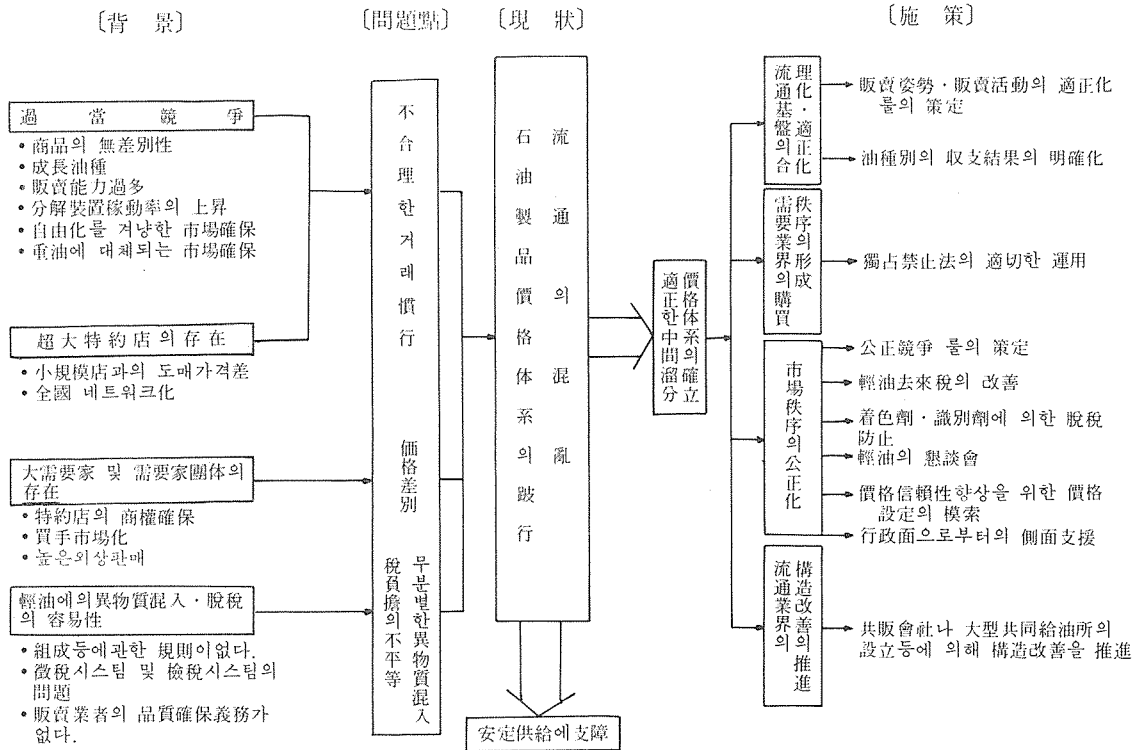 〔背 景〕
〔問題點〕
〔現 狀〕
〔施 策〕
過當競爭
• 商品의 無差別性
• 成長油種
• 販賣能力過多
• 分解裝置稼動率의 上昇
• 自由化를 겨냥한 市場確保
• 重油에 대체되는 市場確保
超大特約店의 存在
• 小規模店과의 도매가격差
• 全國 네트워크化
大需要家 및 需要家團体의
存在
• 特約店의 商權確保
• 買手市場化
• 높은외상판매
輕油에의異物質混入・脫稅
의 容易性
• 組成등에관한 規則이없다.
• 徵稅시스템 및 檢稅시스템의
問題
• 販賣業者의 品質確保義務가
없다.
不合理한거래慣行
価格差別
무분별한異物質混入
稅負擔의不平等
流通의混亂
石油製品價格体系의跛行
安定供給에支障
價格体系의確立
適正한中間溜分
理化・適正化
流通基盤의合
販賣姿勢・販賣活動의 適正化
룰의 策定
油種別의 収支結果의 明確化
秩序의形成
需要業界의購買
獨占禁止法의 適切한 運用
市場秩序의公正化
公正競爭 룰의 策定
輕油去來稅의 改善
着色劑・識別劑에 의한 脫稅
防止
輕油의 懇談會
價格信賴性向上을 위한 價格
設定의 模索
行政面으로부터의 側面支援
構造改善의推進
流通業界의
共販會社나 大型共同給油所의
設立등에 의해 構造改善을 推進